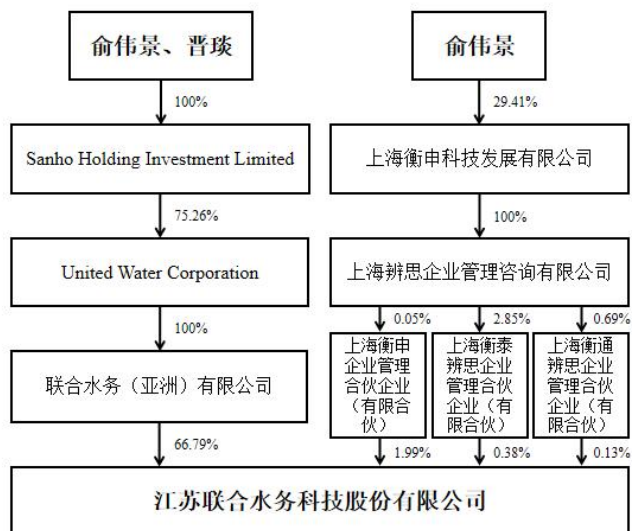 俞伟景、晋琰
俞伟景
100%
29.41%
Sanho Holding Investment Limited
上海衡申科技发展有限公司
75.26%
100%
United Water Corporation
上海辨思企业管理咨询有限公司
100%
0.05%
2.85%
0.69%
联合水务（亚洲）有限公司
上海衡申
企业管理
合伙企业
（有限合
伙）
上海衡泰
辨思企业
管理合伙
企业（有
限合伙）
上海衡通
辨思企业
管理合伙
企业（有
限合伙）
66.79%
1.99%
0.38%
0.13%
江苏联合水务科技股份有限公司